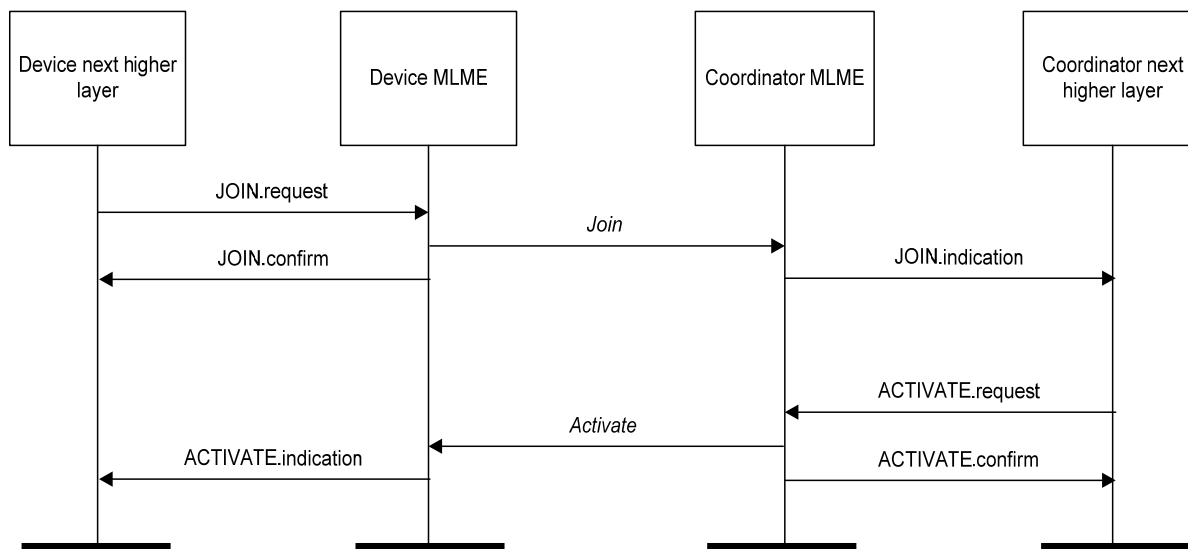 Device next higher
layer
Device MLME
Coordinator MLME
Coordinator next
higher layer
JOIN.request
Join
JOIN.confirm
JOIN.indication
ACTIVATE.request
Activate
ACTIVATE.indication
ACTIVATE.confirm